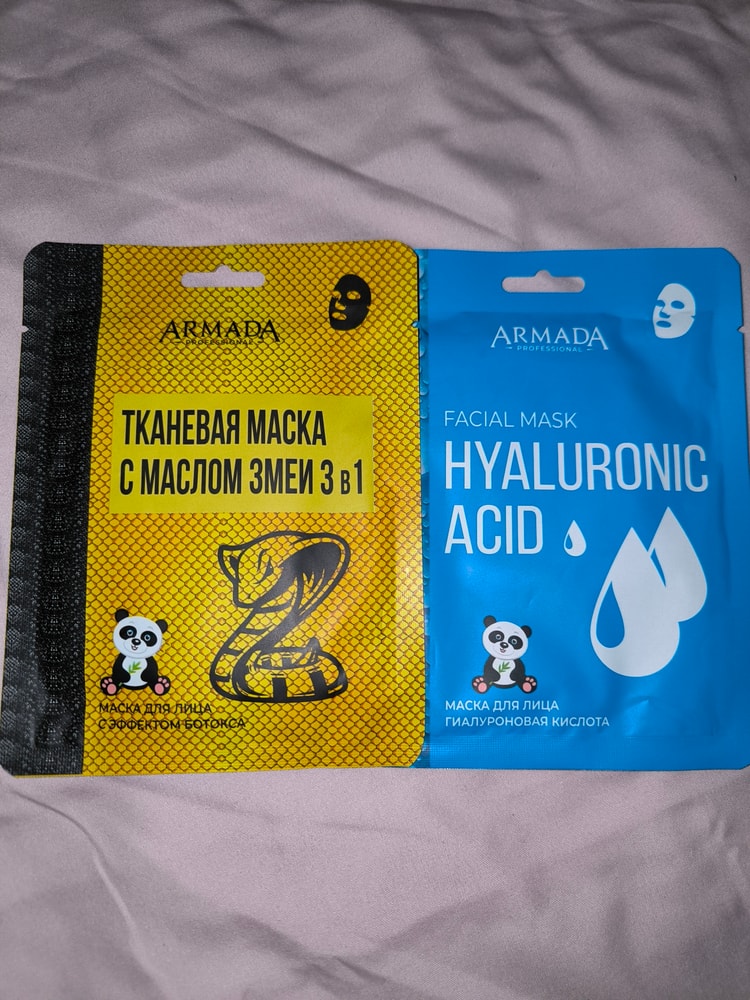 ARMADA
PROFESSIONAL
ТКАНЕВАЯ МАСКА
С МАСЛОМ ЗМЕИ 3 в 1
МАСКА ДЛЯ ЛИЦА
С ЭФФЕКТОМ БОТОКСА
ARMADA
PROFESSIONAL
FACIAL MASK
HYALURONIC
ACID
МАСКА ДЛЯ ЛИЦА
ГИАЛУРОНОВАЯ КИСЛОТА